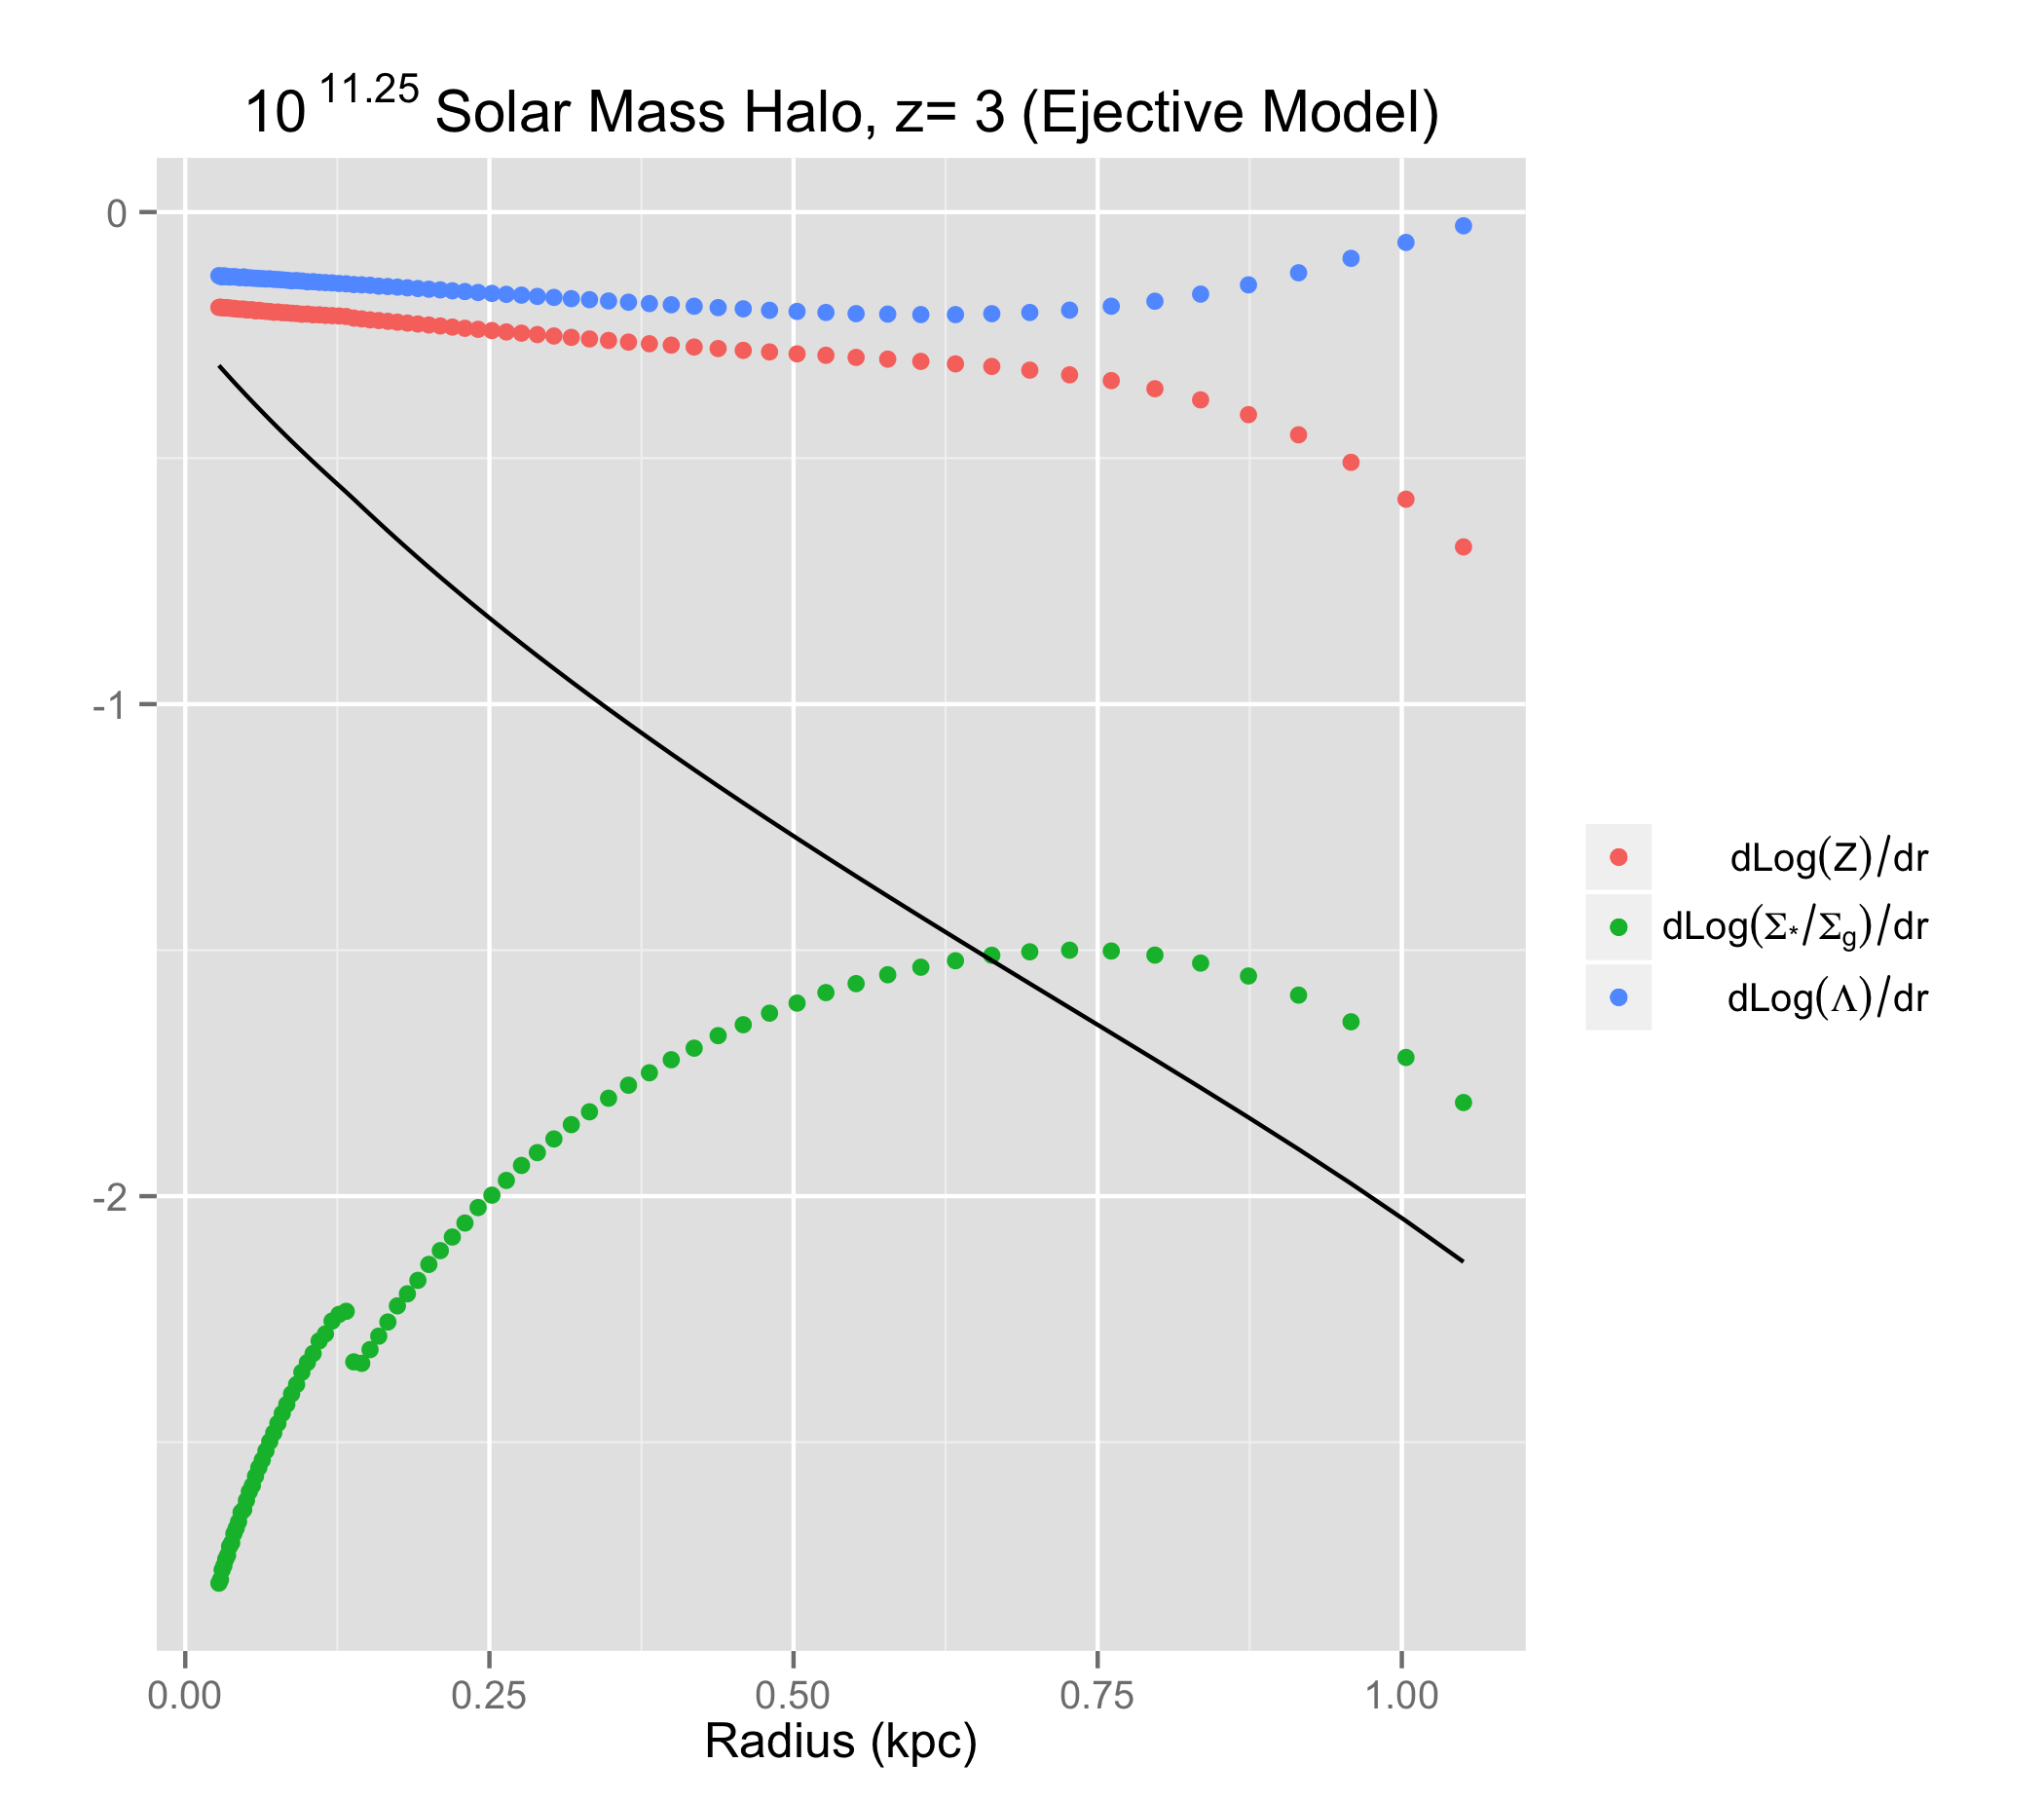 10^11.25 Solar Mass Halo, z= 3 (Ejective Model)
0
-1
-2
0.00 0.25 0.50 0.75 1.00
Radius (kpc)
dLog(Z)/dr
dLog(Σ*/Σg)/dr
dLog(Λ)/dr